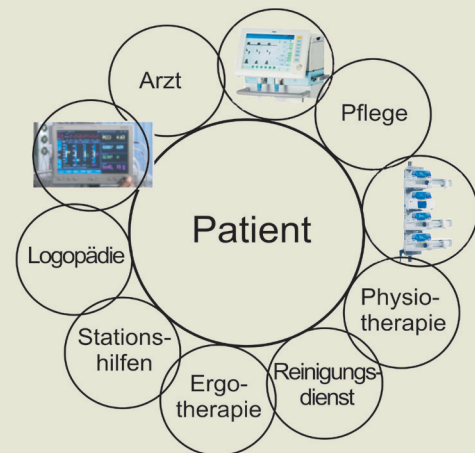 Arzt
Pflege
Patient
Logopädie
Physio-
therapie
Stations-
hilfen
Ergo-
therapie
Reinigungs-
dienst